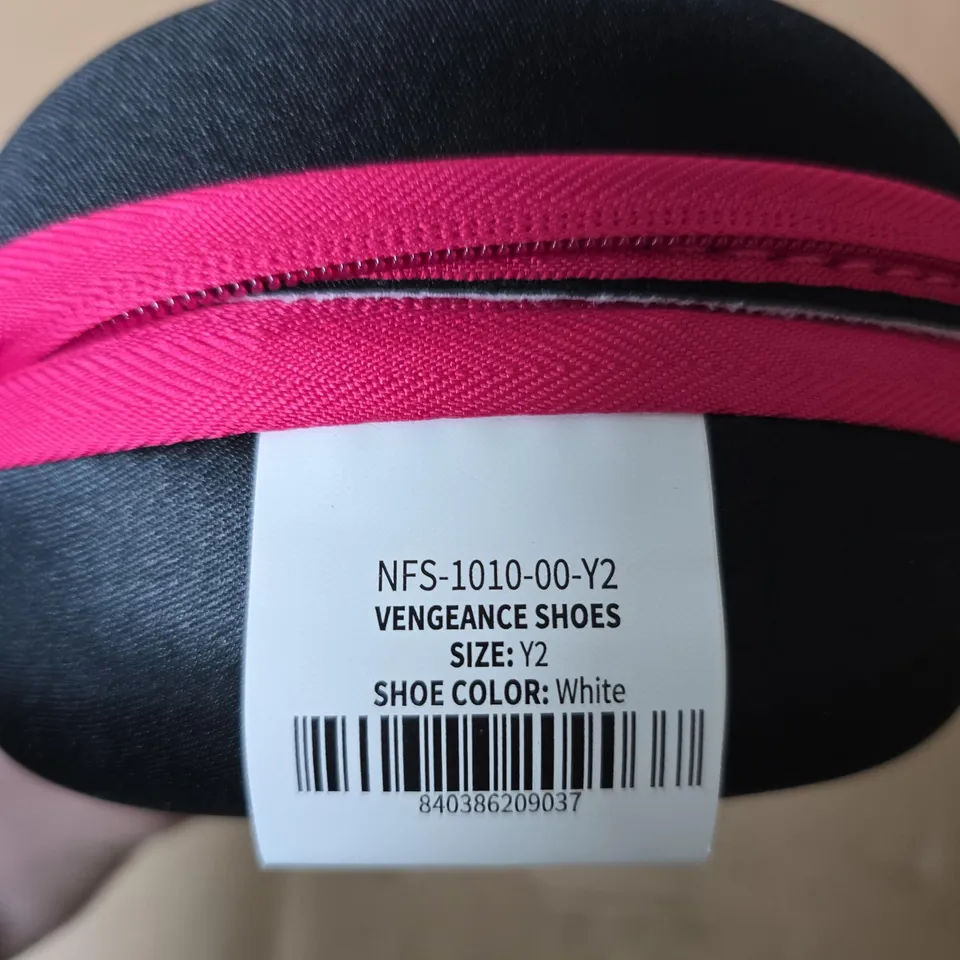 NFS-1010-00-Y2
VENGEANCE SHOES
SIZE: Y2
SHOE COLOR: White
840386209037